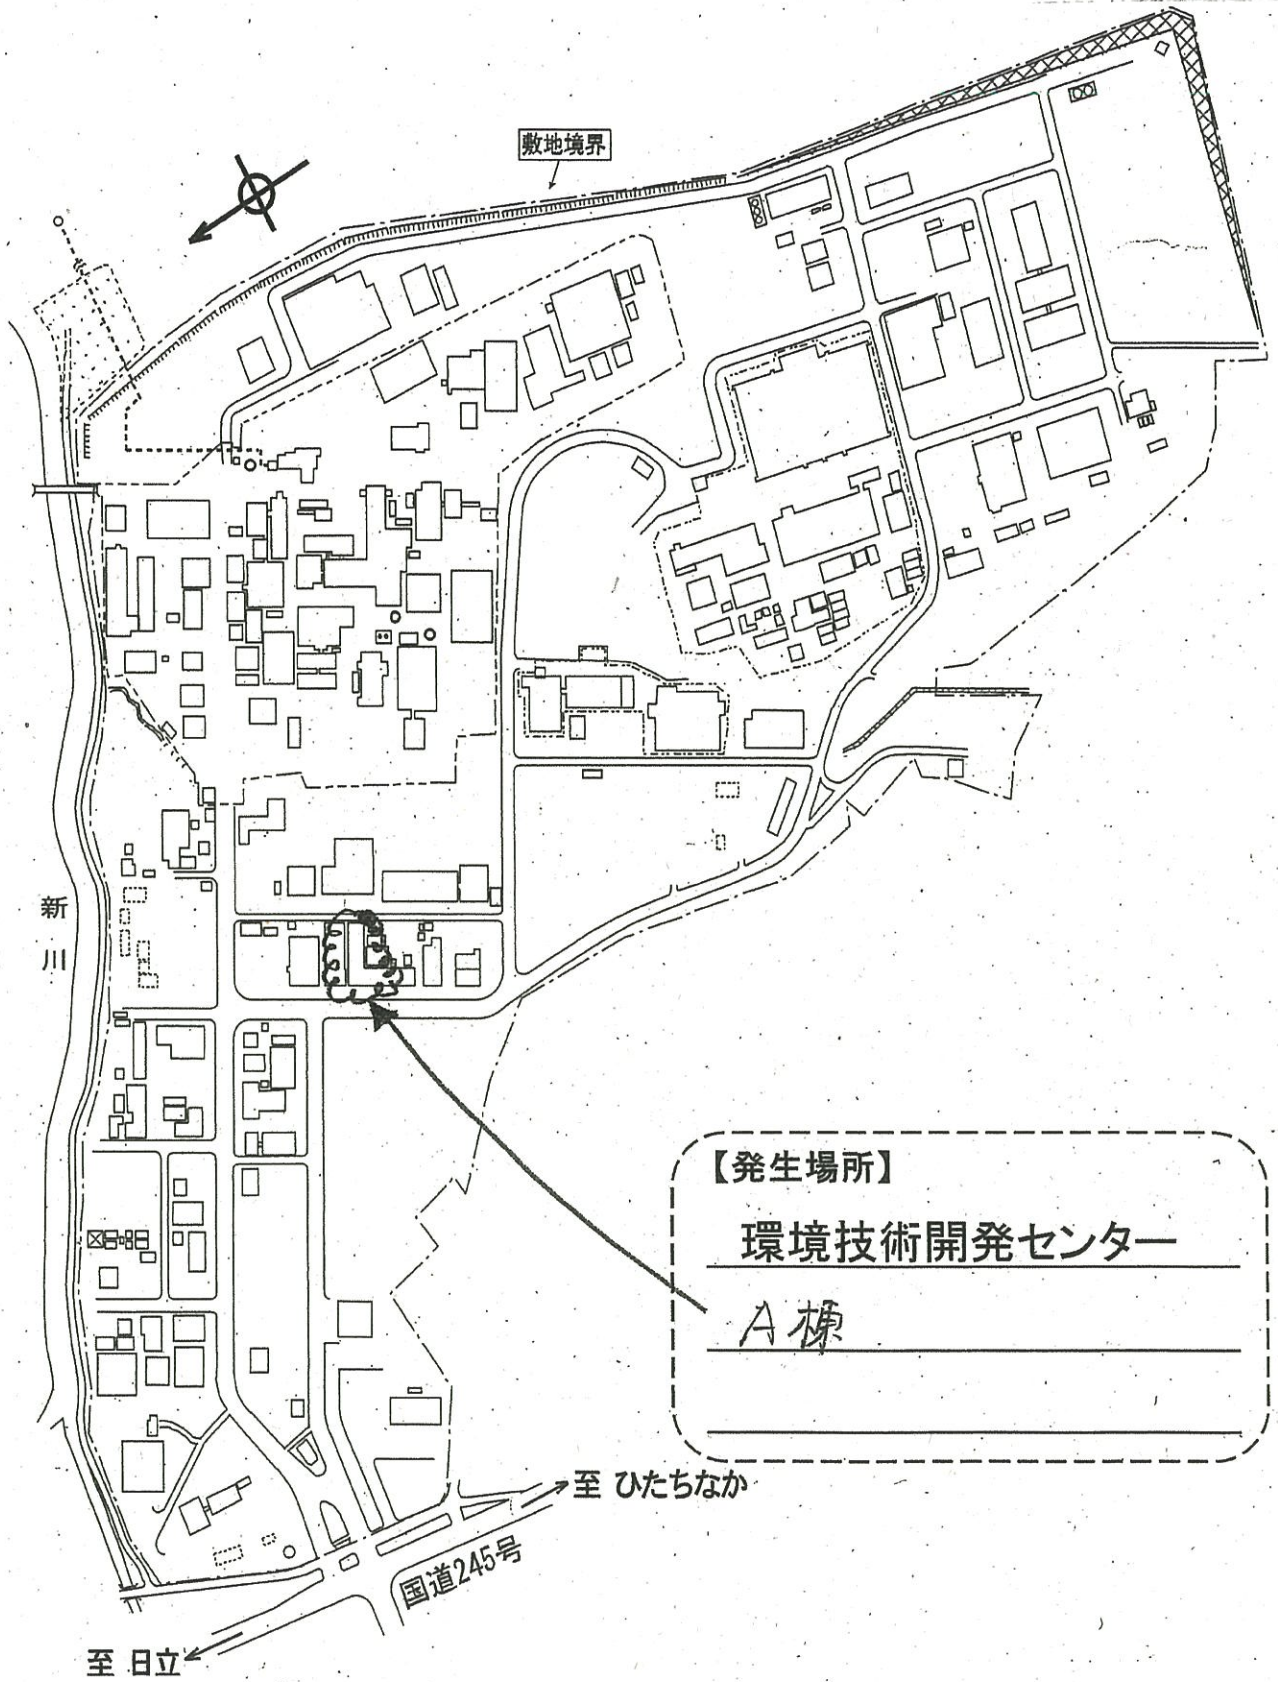 敷地境界
新川
【発生場所】
環境技術開発センター
A棟
至 ひたちなか
国道245号
至 日立